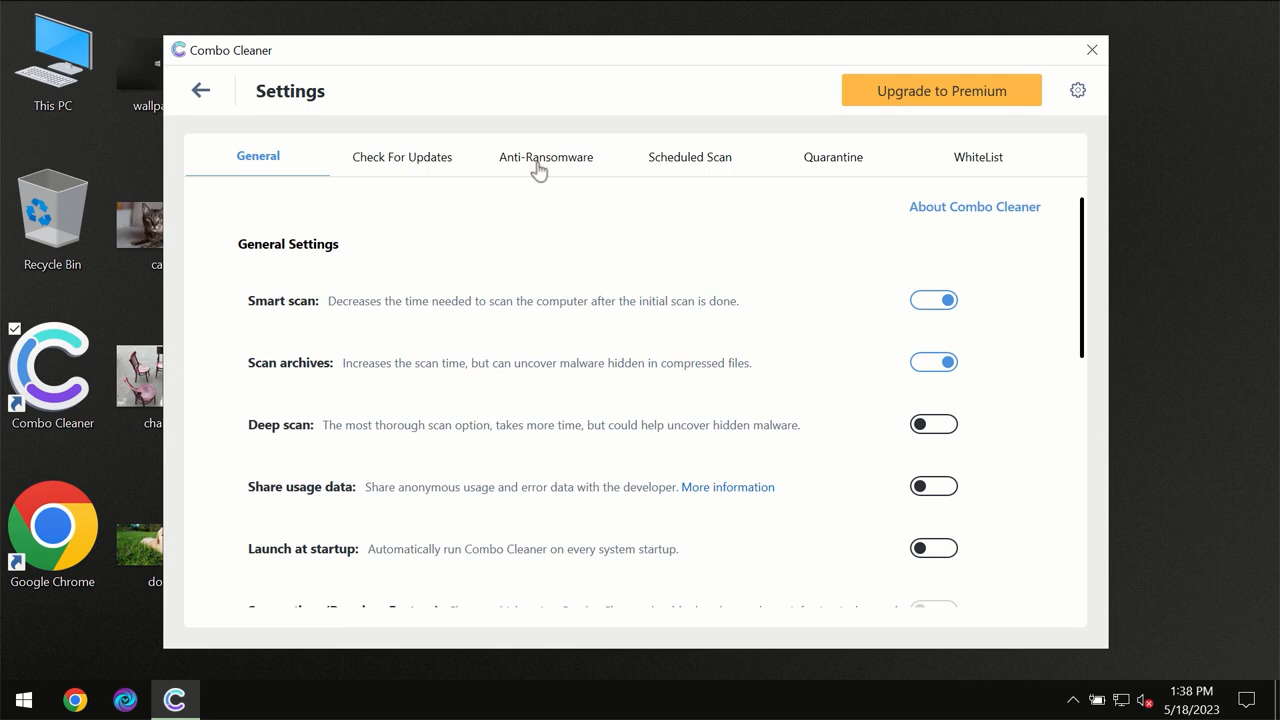 Combo Cleaner
This PC
wallpa
Settings
Upgrade to Premium
General
Check For Updates
Anti-Ransomware
Scheduled Scan
Quarantine
WhiteList
About Combo Cleaner
General Settings
Recycle Bin
ca
Smart scan: Decreases the time needed to scan the computer after the initial scan is done.
Scan archives: Increases the scan time, but can uncover malware hidden in compressed files.
Combo Cleaner
cha
Deep scan: The most thorough scan option, takes more time, but could help uncover hidden malware.
Share usage data: Share anonymous usage and error data with the developer. More information
Launch at startup: Automatically run Combo Cleaner on every system startup.
Google Chrome
do
1:38 PM
5/18/2023